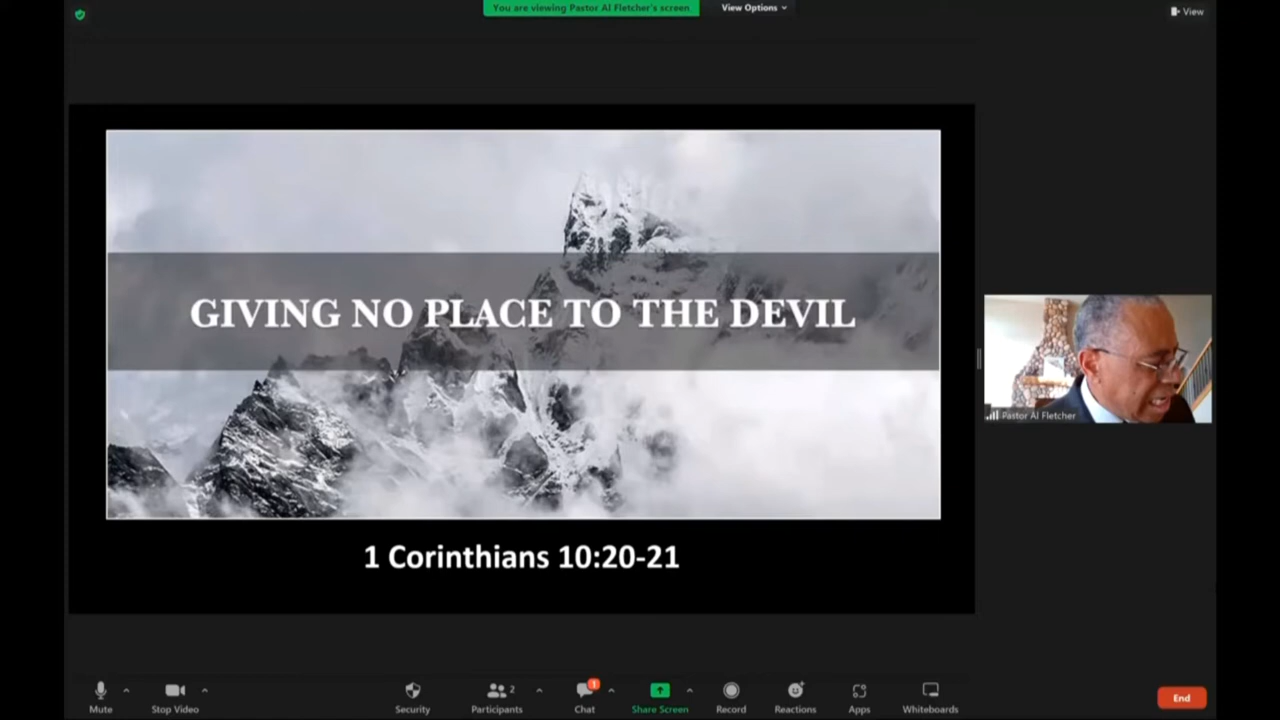 You are viewing Pastor Al Fletcher's screen
View Options
View
GIVING NO PLACE TO THE DEVIL
1 Corinthians 10:20-21
Pastor Al Fletcher
Mute
Stop Video
Security
2
Participants
1
Chat
Share Screen
Record
Reactions
Apps
Whiteboards
End